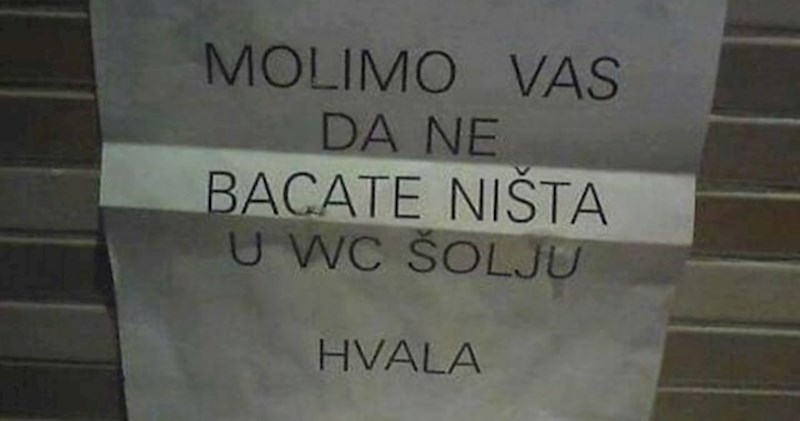 MOLIMO VAS
DA NE
BACATE NIŠTA
U WC ŠOLJU
HVALA